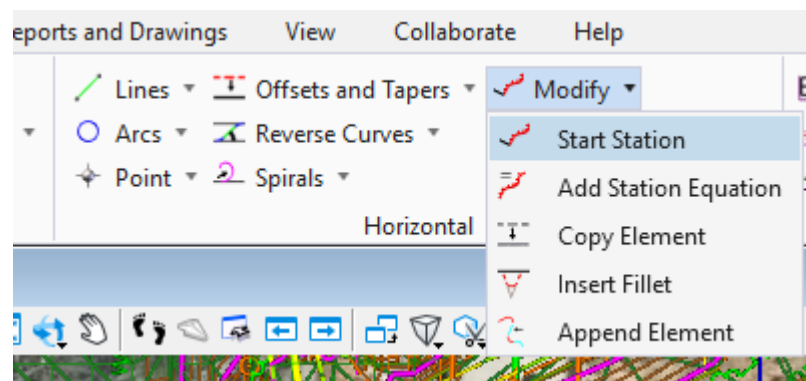 eports and Drawings View Collaborate Help
Lines Offsets and Tapers Modify
Arcs Reverse Curves Start Station
Point Spirals Add Station Equation
Horizontal Copy Element
Insert Fillet
Append Element